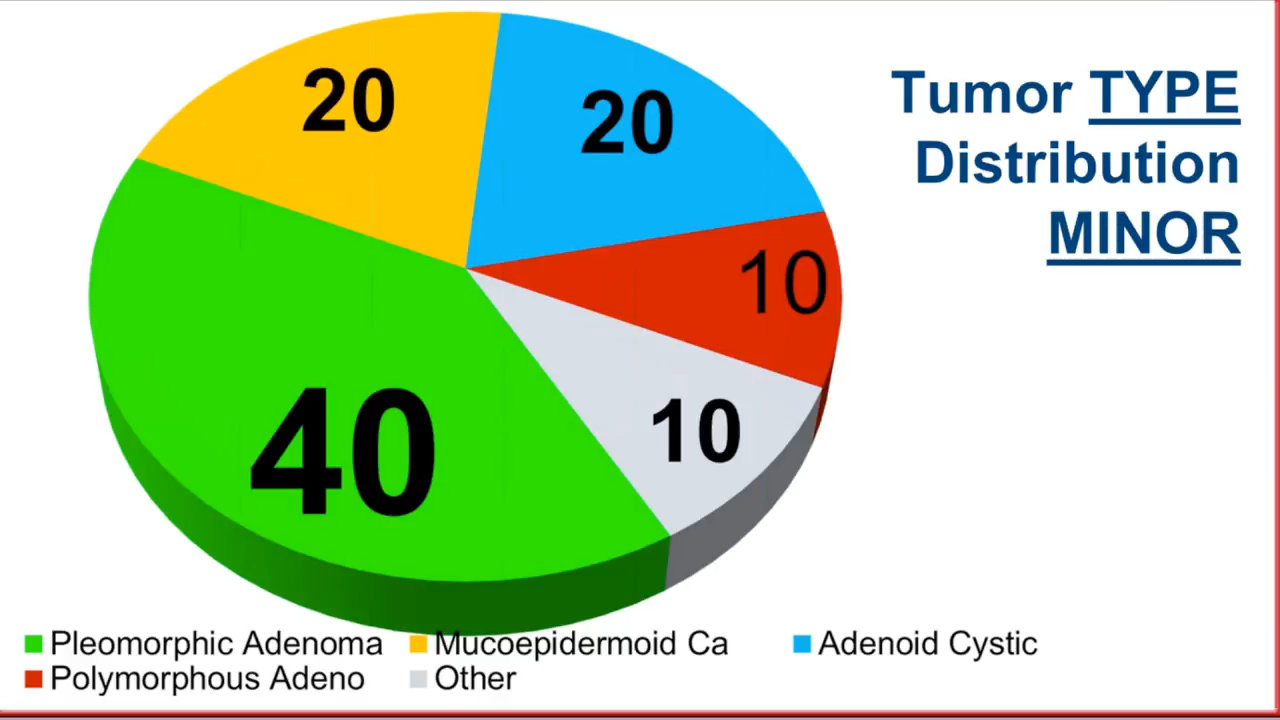 Tumor TYPE
Distribution
MINOR
20
20
10
10
40
Pleomorphic Adenoma
Mucoepidermoid Ca
Adenoid Cystic
Polymorphous Adeno
Other